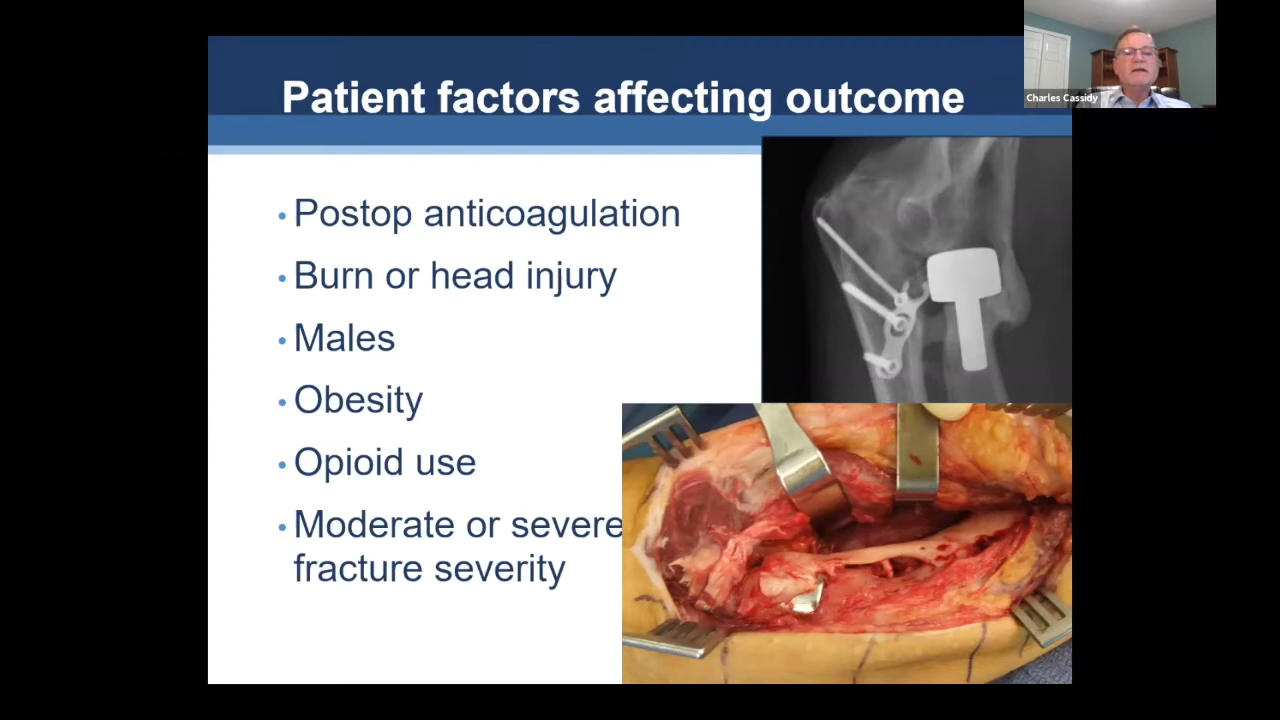 Patient factors affecting outcome
Charles Cassidy
• Postop anticoagulation
• Burn or head injury
• Males
• Obesity
• Opioid use
• Moderate or severe
fracture severity